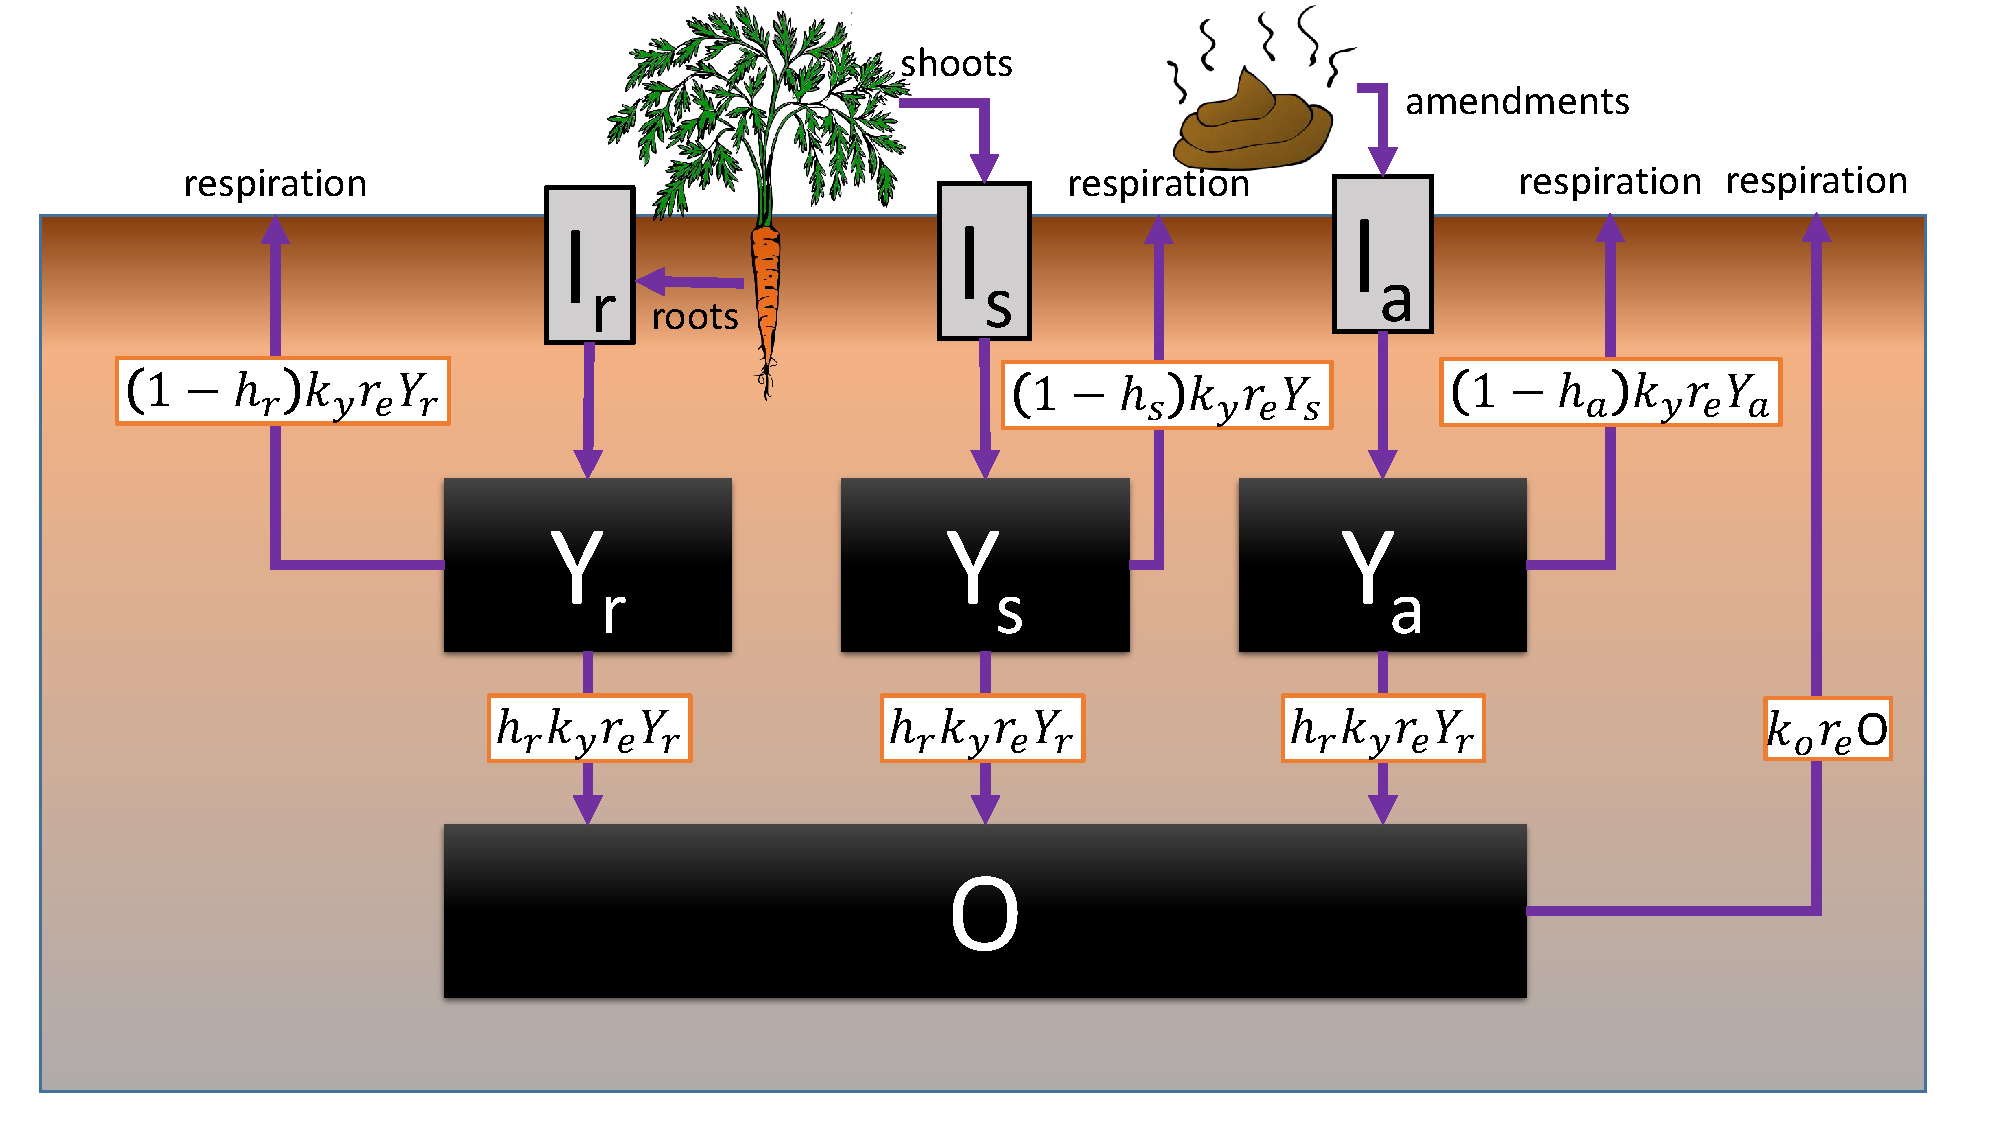 shoots
amendments
respiration
respiration
respiration
respiration
I_r
roots
I_s
I_a
(1 − h_r)k_y r_e Y_r
(1 − h_s)k_y r_e Y_s
(1 − h_a)k_y r_e Y_a
Y_r
Y_s
Y_a
h_r k_y r_e Y_r
h_r k_y r_e Y_r
h_r k_y r_e Y_r
k_o r_e O
O